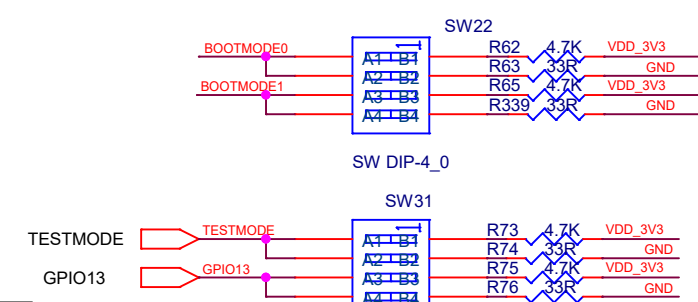 SW22
BOOTMODE0 A1 B1 R62 4.7K VDD_3V3
A2 B2 R63 33R GND
BOOTMODE1 A3 B3 R65 4.7K VDD_3V3
A4 B4 R339 33R GND
SW DIP-4_0
SW31
TESTMODE TESTMODE A1 B1 R73 4.7K VDD_3V3
A2 B2 R74 33R GND
GPIO13 GPIO13 A3 B3 R75 4.7K VDD_3V3
A4 B4 R76 33R GND